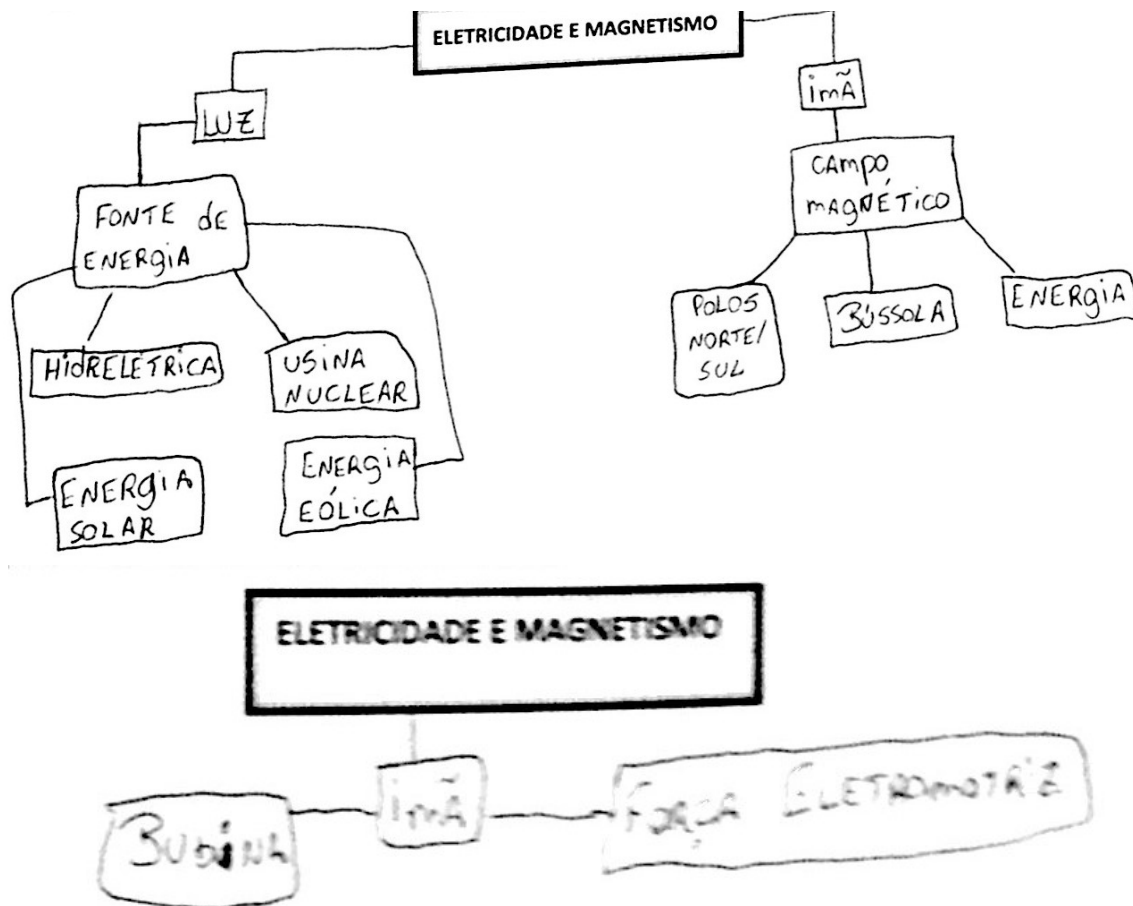 ELETRICIDADE E MAGNETISMO
LUZ
imÃ
FONTE dE
ENERgiA
CAmpo
mAgNÉTiCO
HidRELÉTRiCA
USiNA
NUCLEAR
POLOS
NORTE/
SUL
BÚSSOLA
ENERgiA
ENERgiA
SOLAR
ENERgiA
EÓLiCA
ELETRICIDADE E MAGNETISMO
imÃ
FORÇA ELETROmOTRiZ